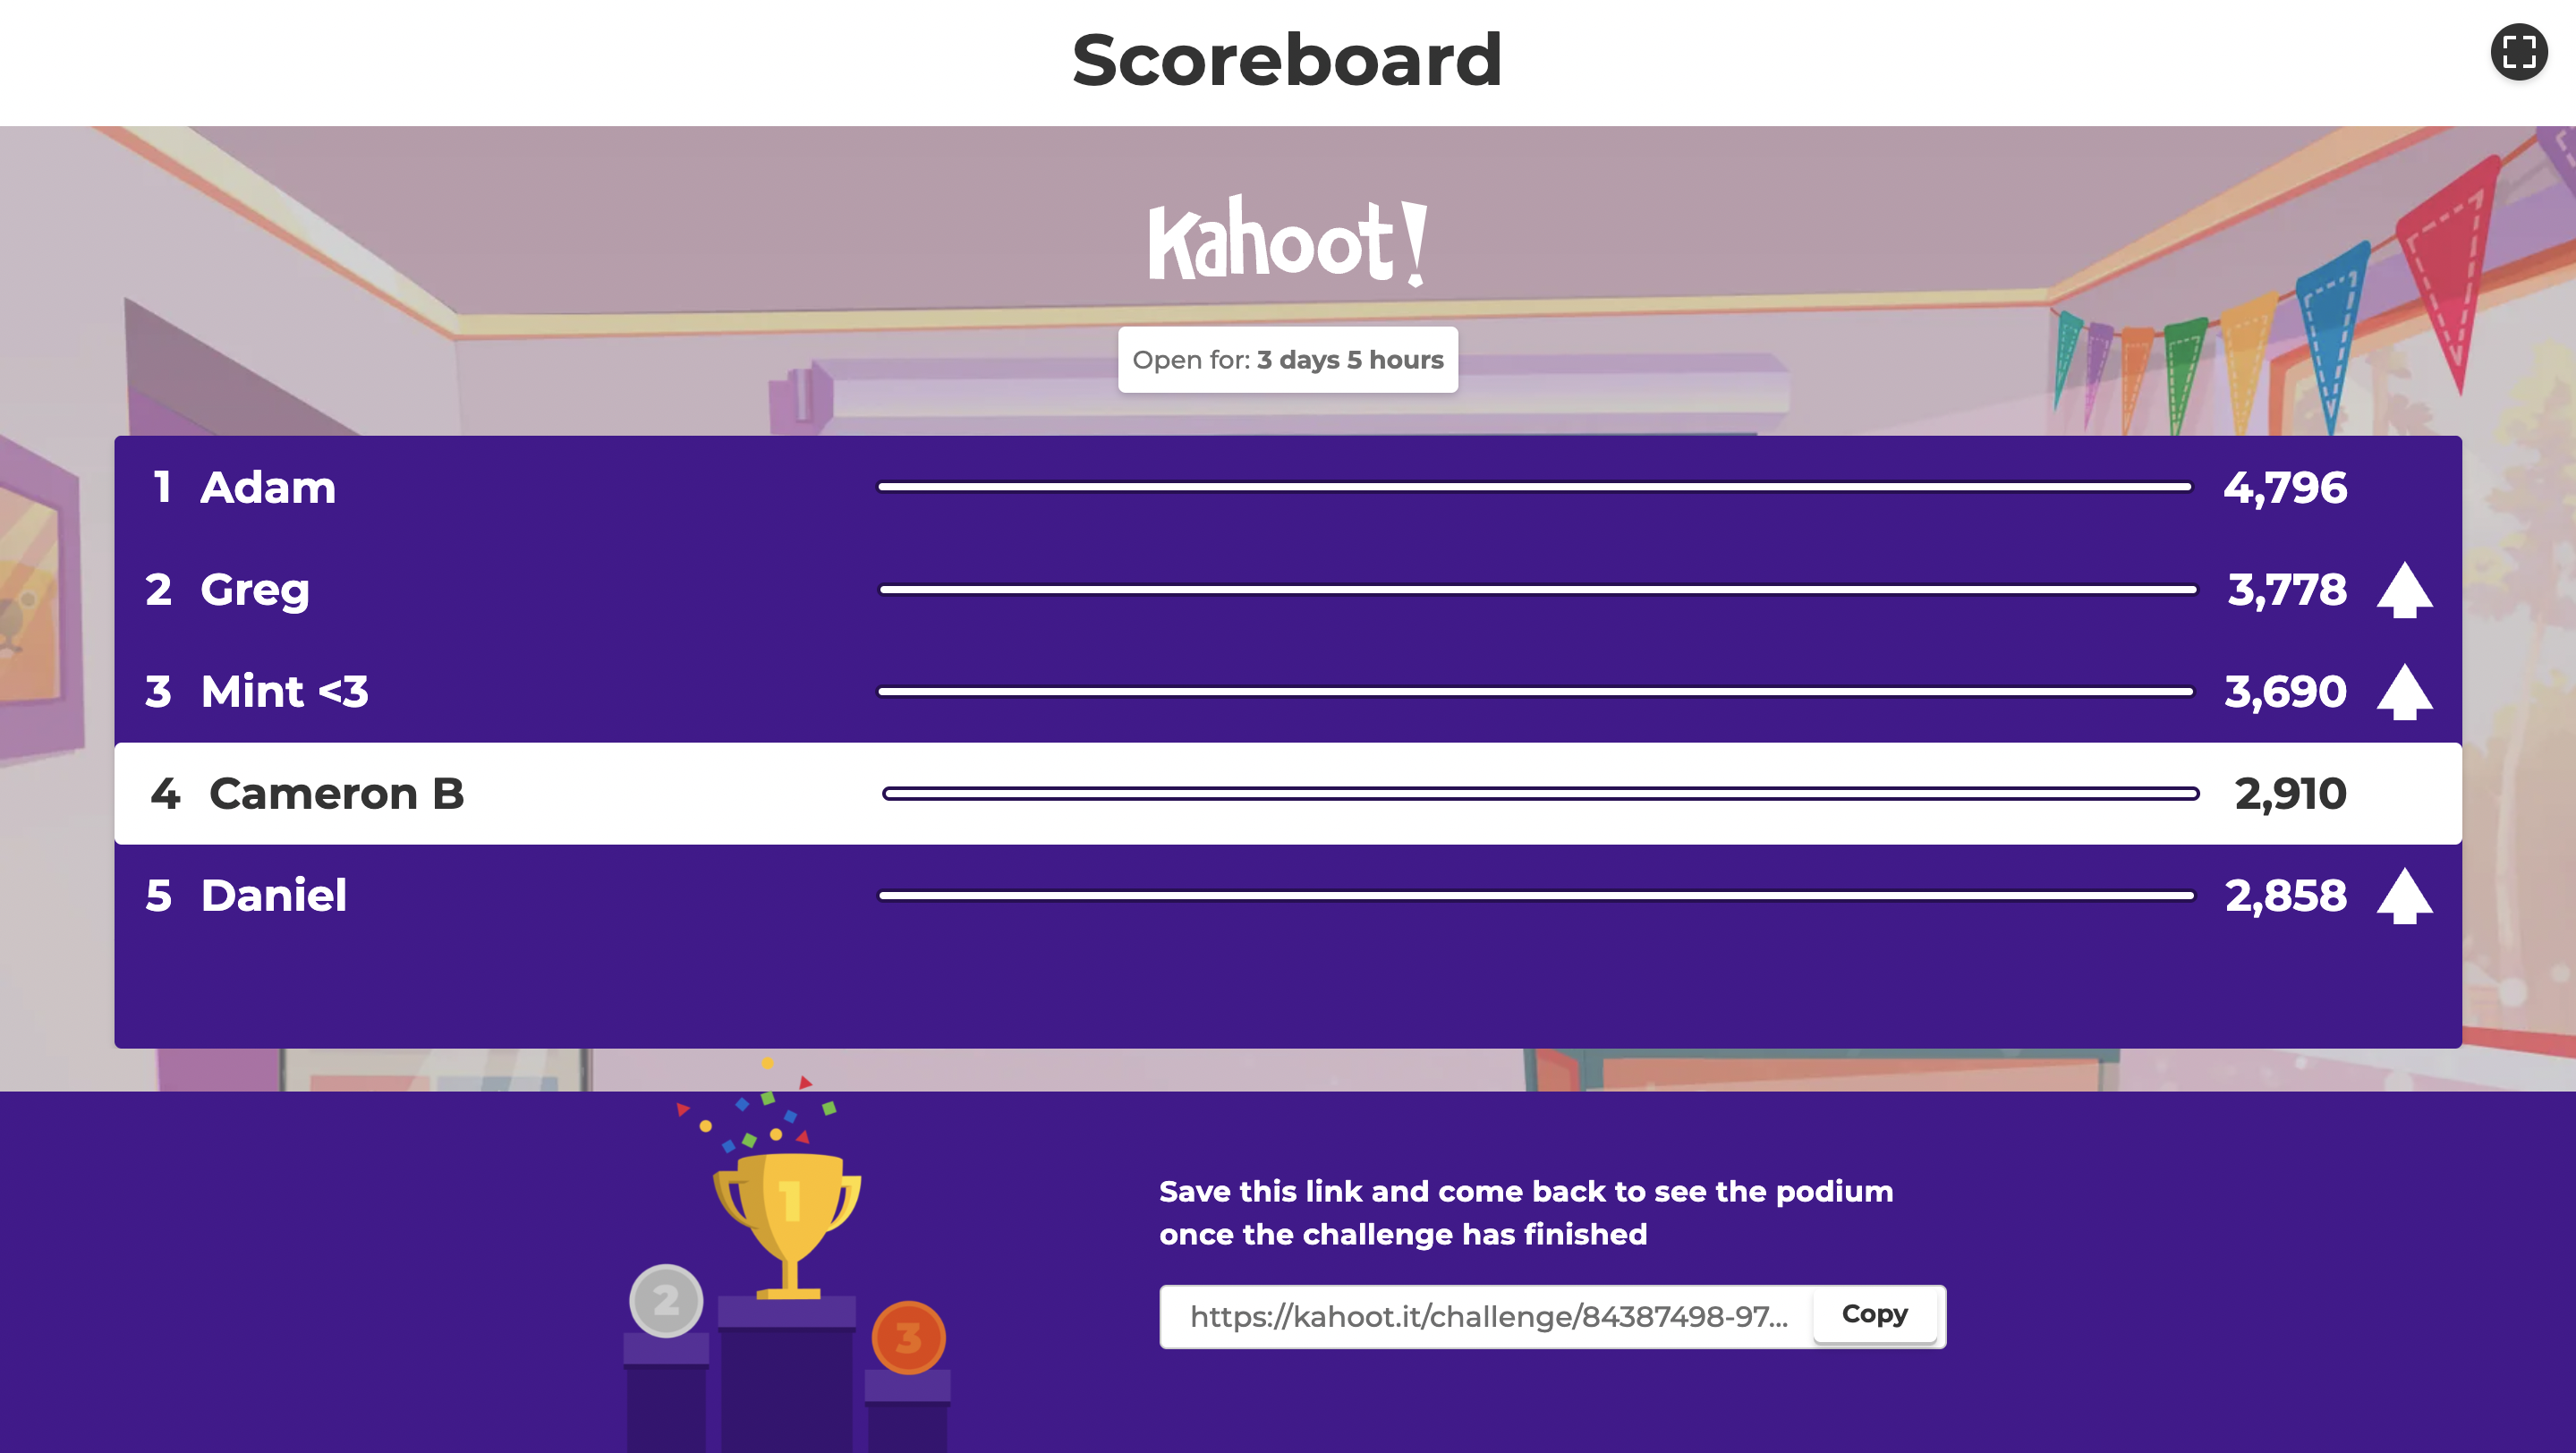 Scoreboard
Kahoot!
Open for: 3 days 5 hours
1 Adam 4,796
2 Greg 3,778
3 Mint <3 3,690
4 Cameron B 2,910
5 Daniel 2,858
1
2
3
Save this link and come back to see the podium
once the challenge has finished
https://kahoot.it/challenge/84387498-97... Copy